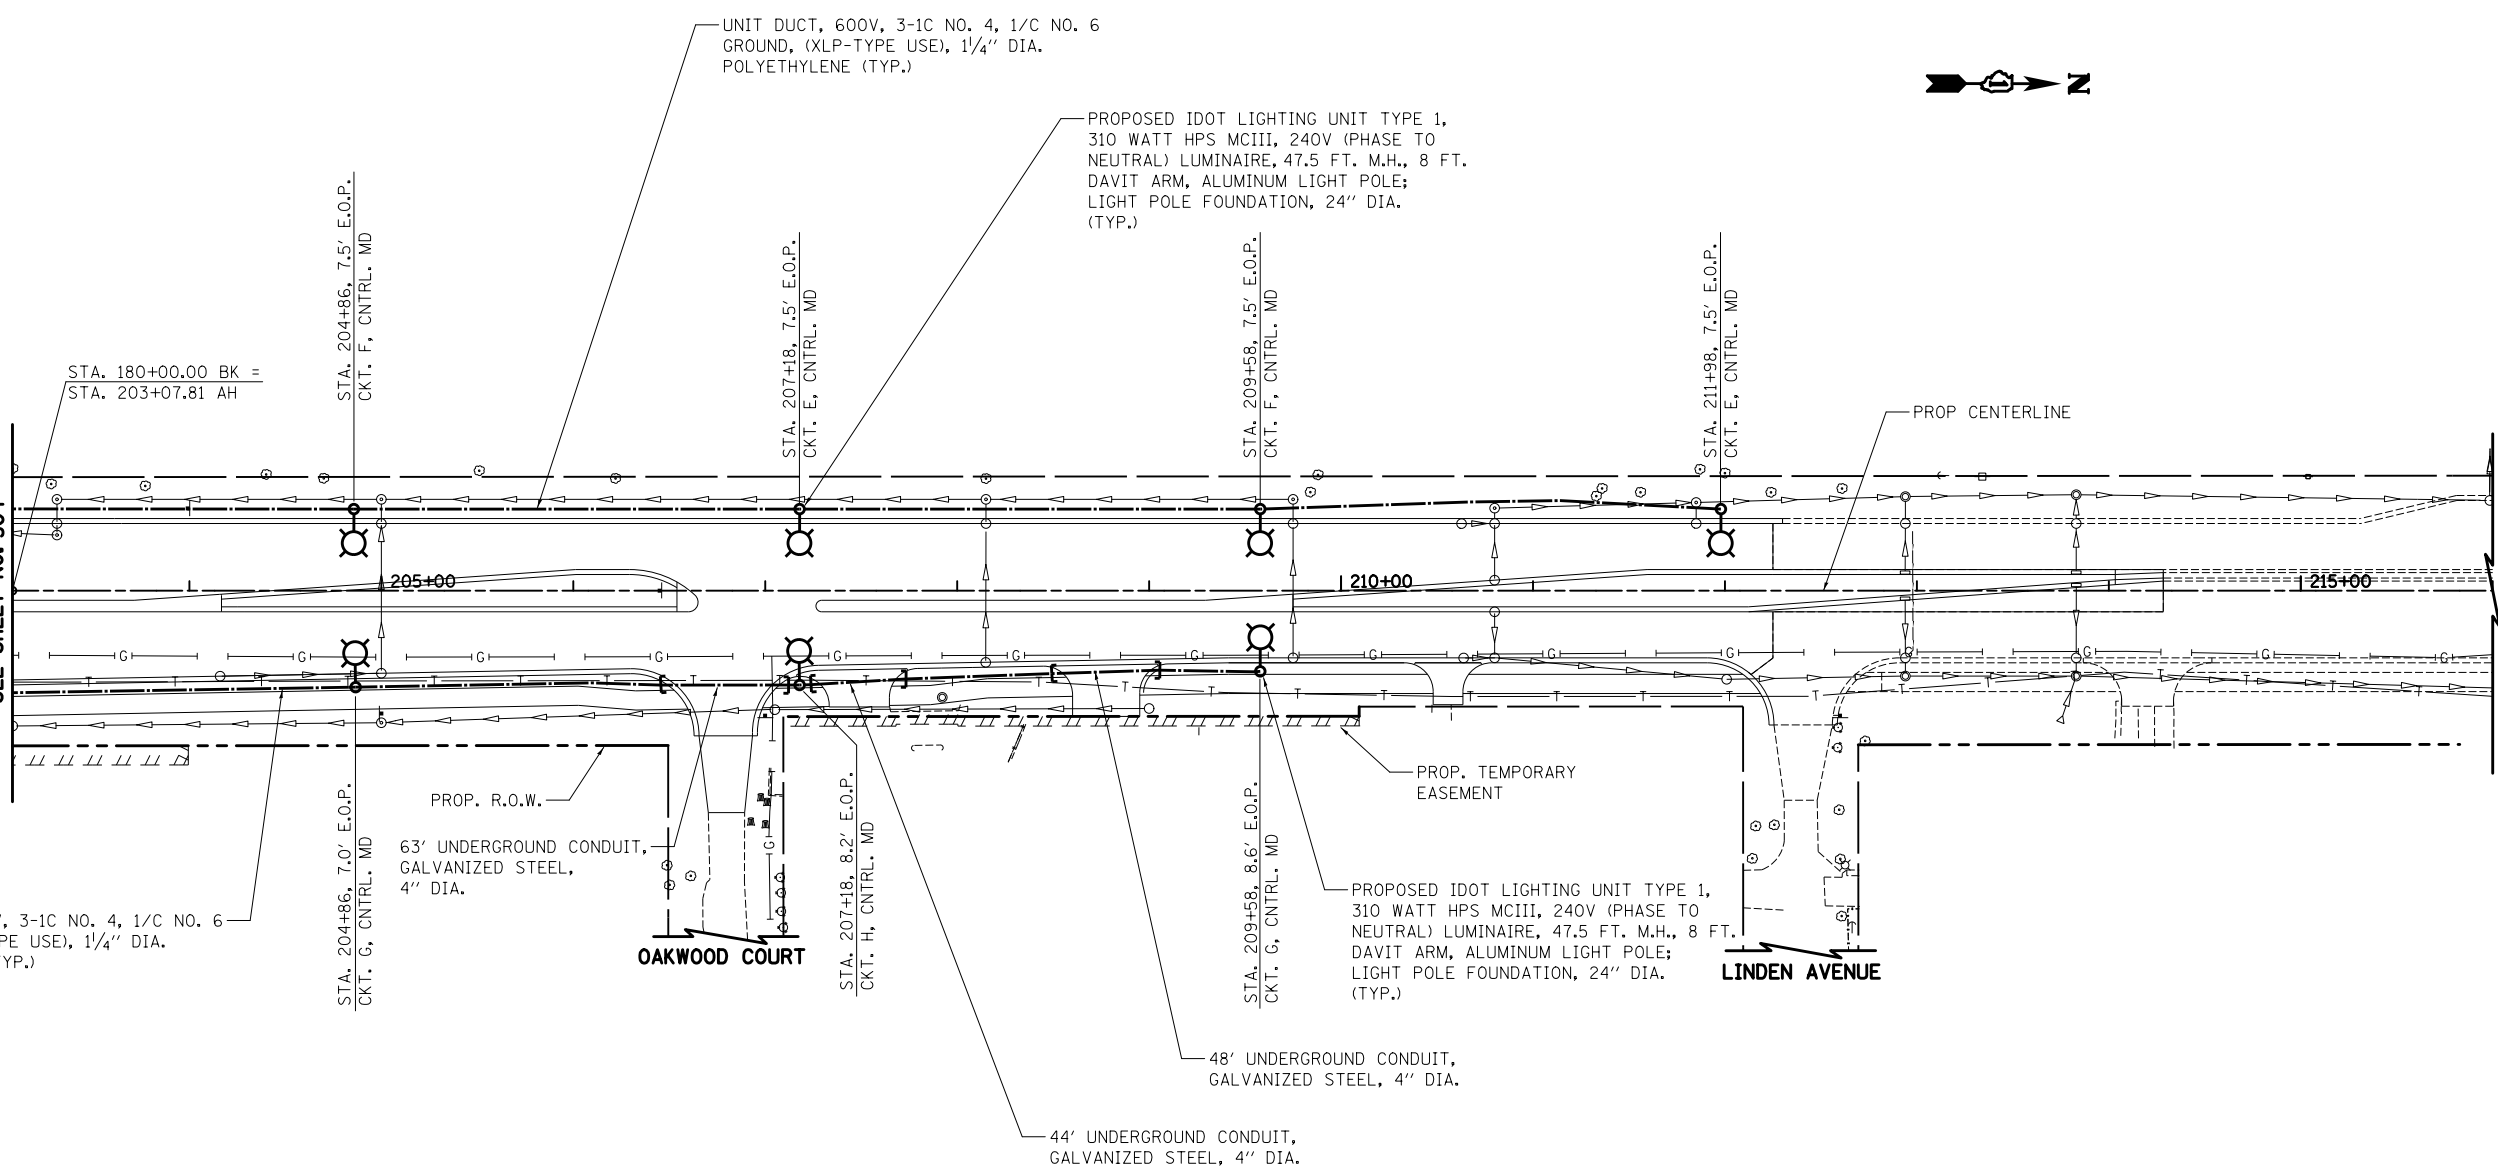 UNIT DUCT, 600V, 3-1C NO. 4, 1/C NO. 6
GROUND, (XLP-TYPE USE), 1 1/4" DIA.
POLYETHYLENE (TYP.)
N
PROPOSED IDOT LIGHTING UNIT TYPE 1,
310 WATT HPS MCIII, 240V (PHASE TO
NEUTRAL) LUMINAIRE, 47.5 FT. M.H., 8 FT.
DAVIT ARM, ALUMINUM LIGHT POLE;
LIGHT POLE FOUNDATION, 24" DIA.
(TYP.)
STA. 204+86, 7.5' E.O.P.
CKT. F, CNTRL. MD
STA. 207+18, 7.5' E.O.P.
CKT. E, CNTRL. MD
STA. 209+58, 7.5' E.O.P.
CKT. F, CNTRL. MD
STA. 211+98, 7.5' E.O.P.
CKT. E, CNTRL. MD
STA. 180+00.00 BK =
STA. 203+07.81 AH
PROP CENTERLINE
205+00
210+00
215+00
PROP. R.O.W.
63' UNDERGROUND CONDUIT,
GALVANIZED STEEL,
4" DIA.
PROP. TEMPORARY
EASEMENT
STA. 204+86, 7.0' E.O.P.
CKT. G, CNTRL. MD
STA. 207+18, 8.2' E.O.P.
CKT. H, CNTRL. MD
STA. 209+58, 8.6' E.O.P.
CKT. G, CNTRL. MD
PROPOSED IDOT LIGHTING UNIT TYPE 1,
310 WATT HPS MCIII, 240V (PHASE TO
NEUTRAL) LUMINAIRE, 47.5 FT. M.H., 8 FT.
DAVIT ARM, ALUMINUM LIGHT POLE;
LIGHT POLE FOUNDATION, 24" DIA.
(TYP.)
, 3-1C NO. 4, 1/C NO. 6
USE), 1 1/4" DIA.
OAKWOOD COURT
LINDEN AVENUE
48' UNDERGROUND CONDUIT,
GALVANIZED STEEL, 4" DIA.
44' UNDERGROUND CONDUIT,
GALVANIZED STEEL, 4" DIA.